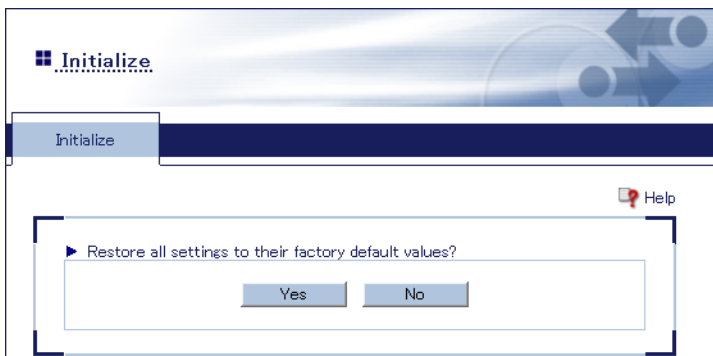 Initialize
Initialize
Help
Restore all settings to their factory default values?
Yes No